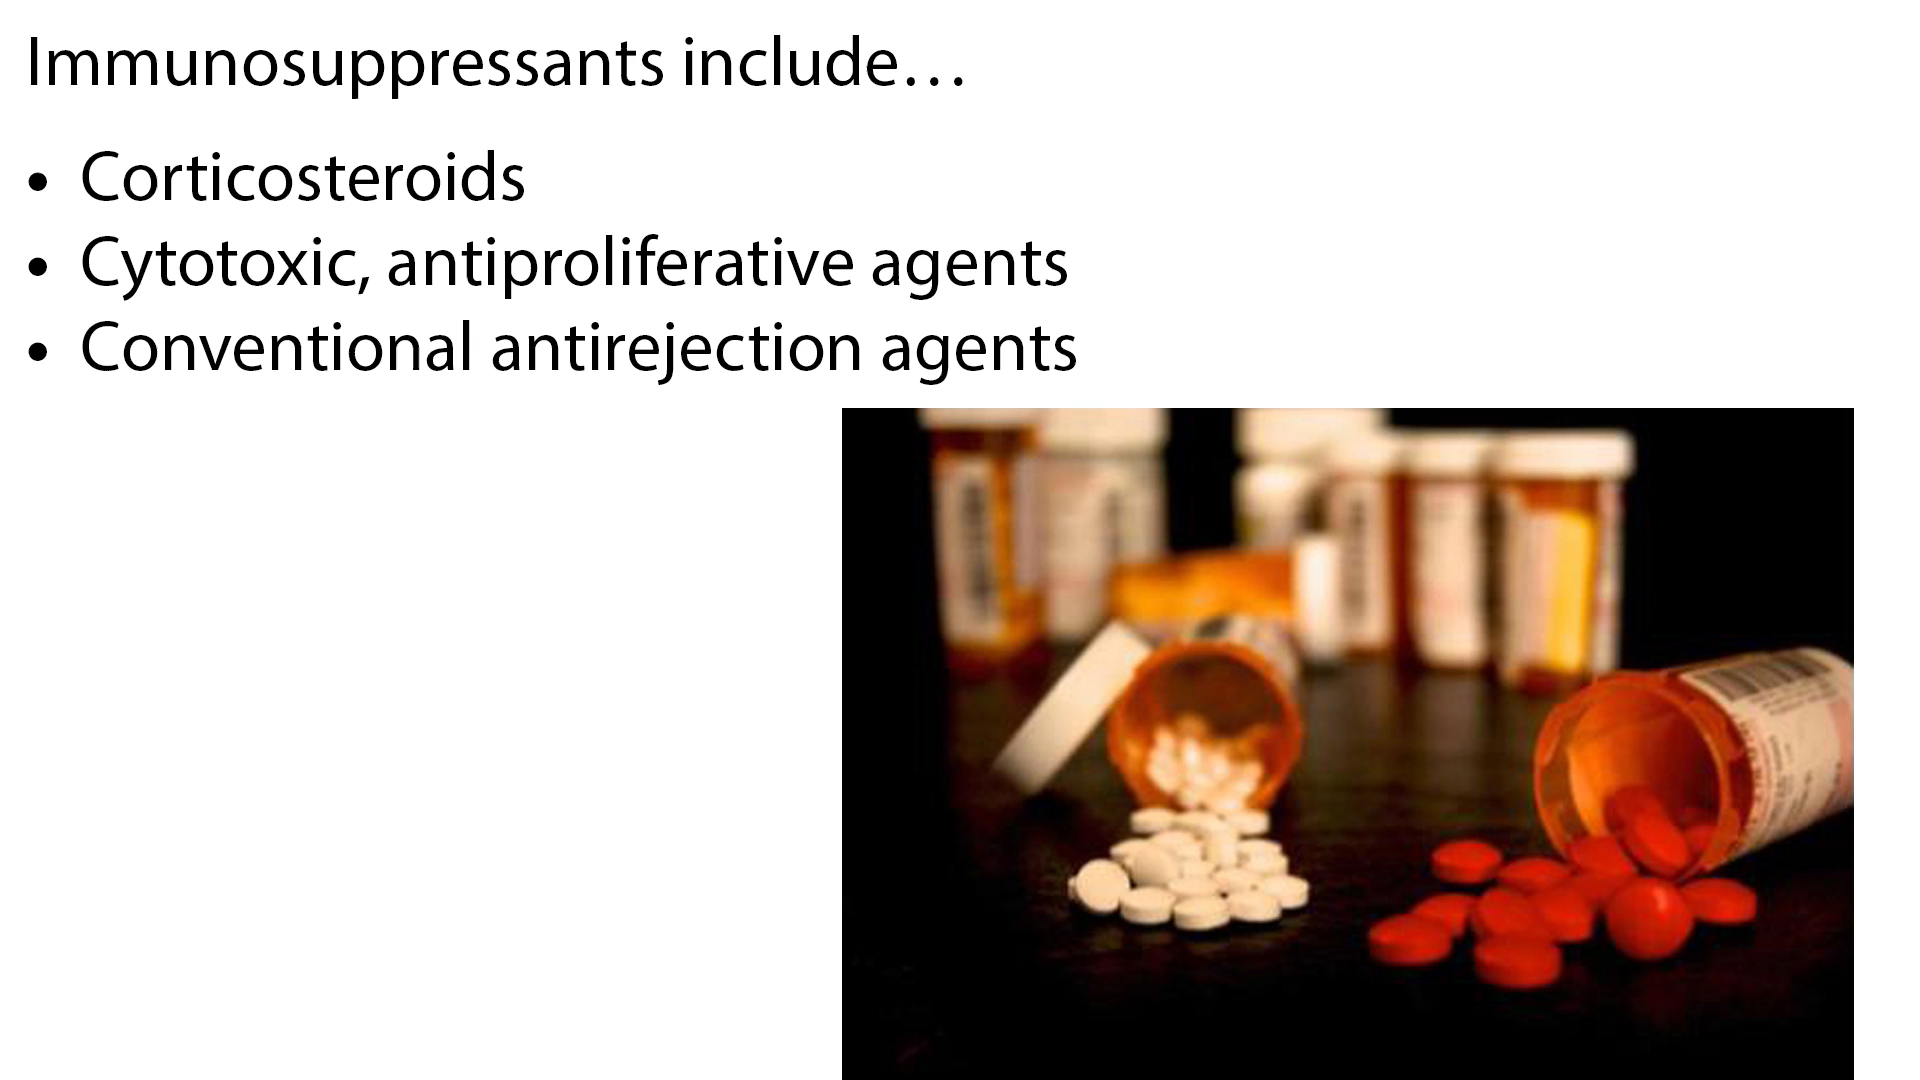 Immunosuppressants include…
• Corticosteroids
• Cytotoxic, antiproliferative agents
• Conventional antirejection agents